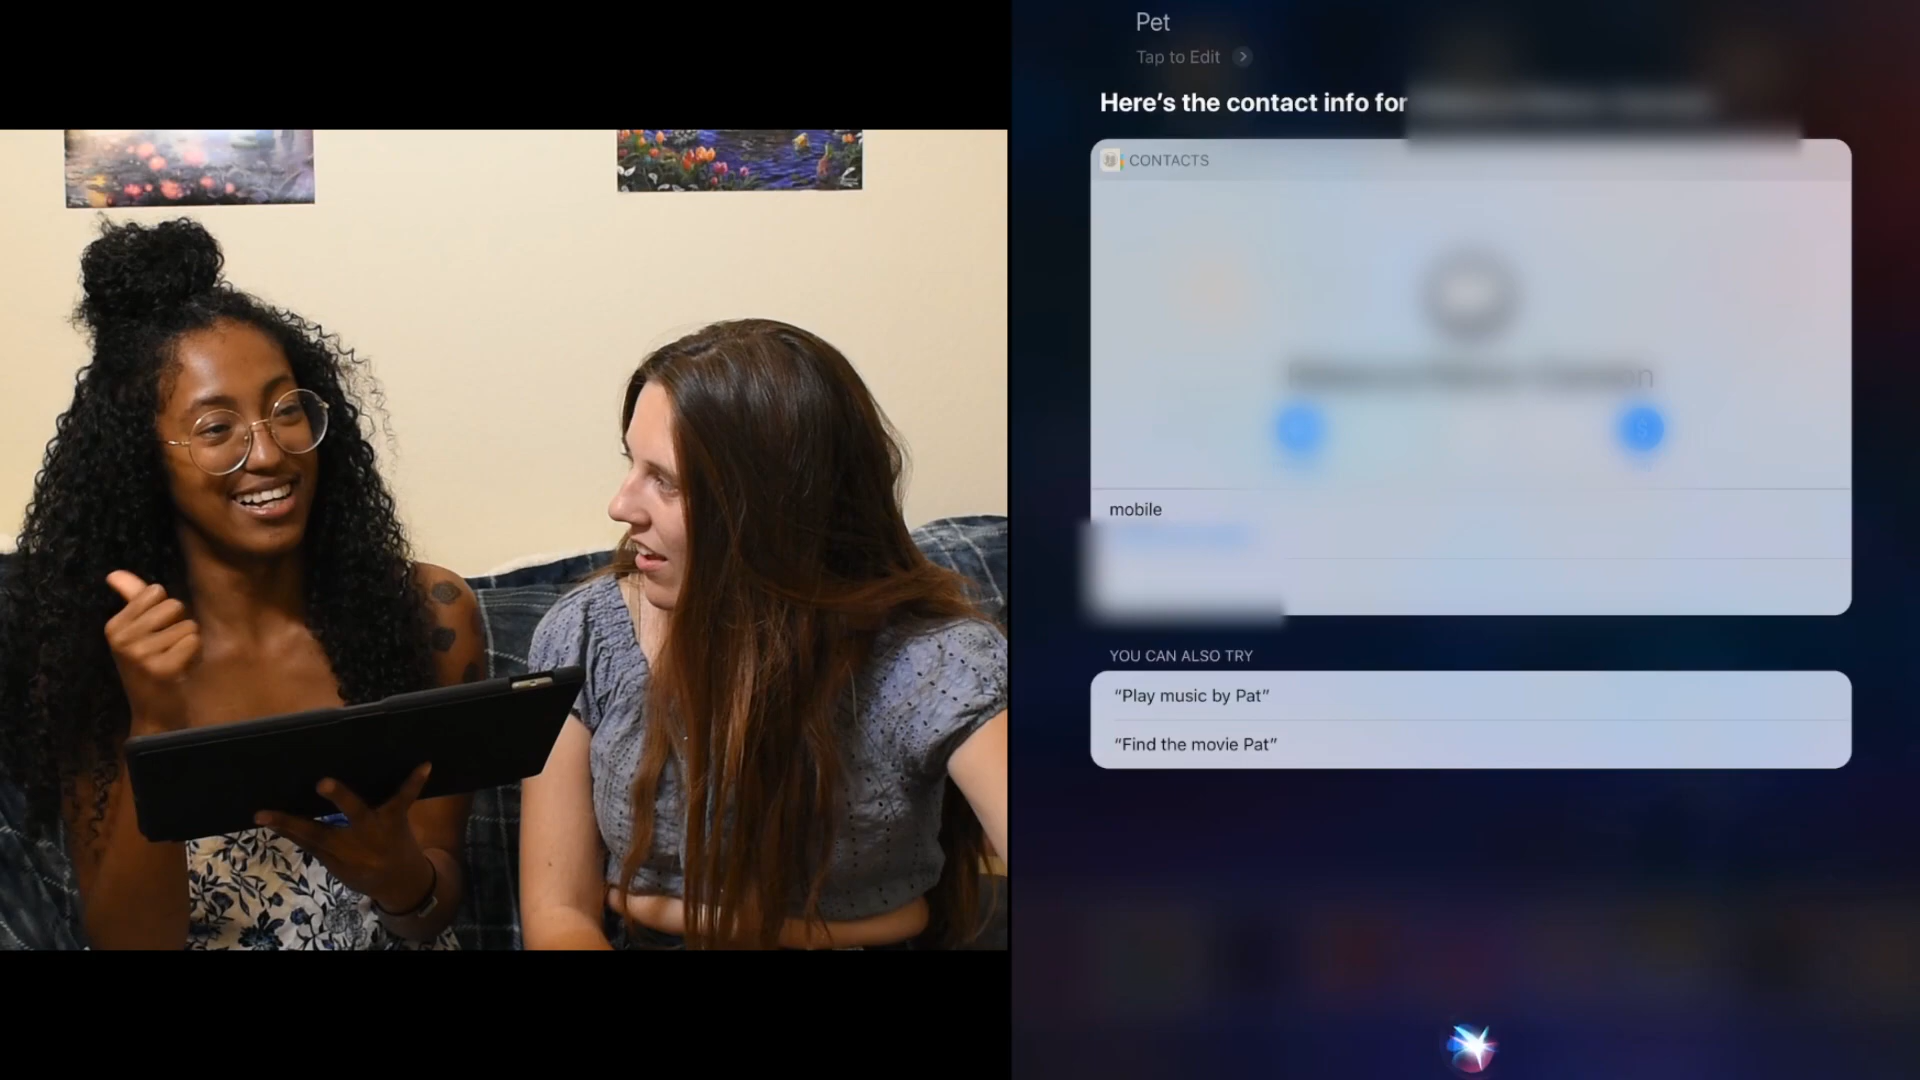 Pet
Tap to Edit
Here’s the contact info for
CONTACTS
mobile
YOU CAN ALSO TRY
“Play music by Pat”
“Find the movie Pat”